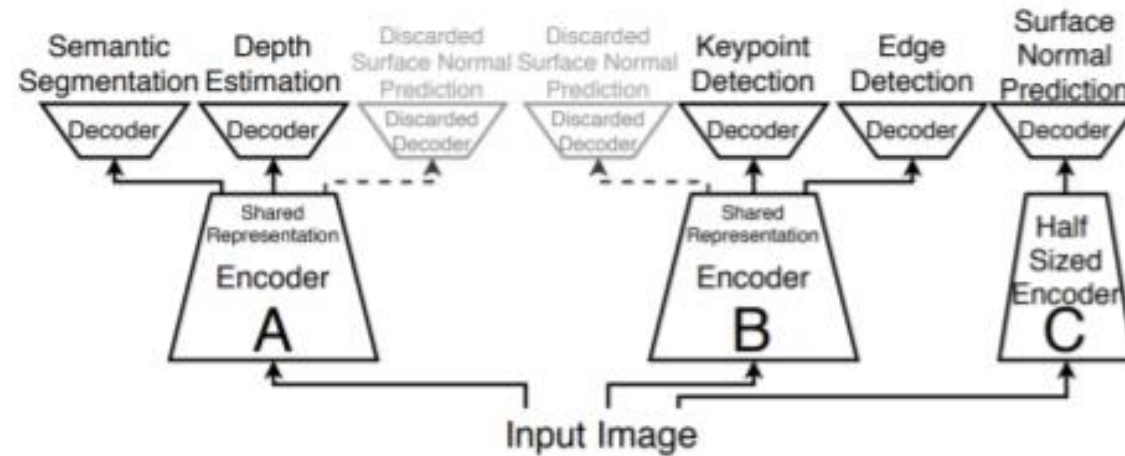 Semantic
Segmentation
Depth
Estimation
Discarded
Surface Normal
Prediction
Discarded
Surface Normal
Prediction
Keypoint
Detection
Edge
Detection
Surface
Normal
Prediction
Decoder
Decoder
Discarded
Decoder
Discarded
Decoder
Decoder
Decoder
Decoder
Shared
Representation
Encoder
A
Shared
Representation
Encoder
B
Half
Sized
Encoder
C
Input Image